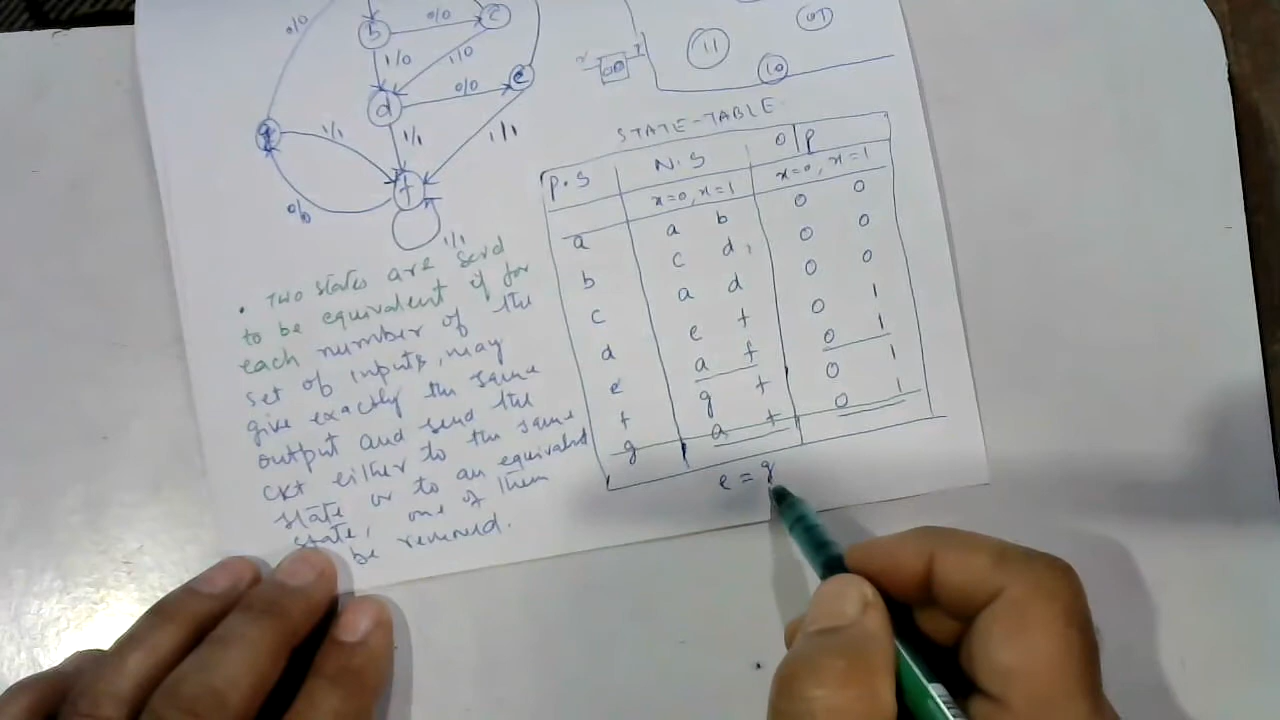 0/0
b
0/0
c
1/0
1/0
d
0/0
e
g
1/1
1/1
1/1
f
0/0
1/1
11
01
10
00
STATE-TABLE
P.S N.S O/P
x=0, x=1 x=0, x=1
a a b 0 0
b c d, 0 0
c a d 0 0
d e f 0 1
e a f 0 1
f g f 0 1
g a f 0 1
e = g
• Two states are said
to be equivalent if for
each number of the
set of inputs, may
give exactly the same
output and send the
ckt either to the same
state or to an equivalent
state, one of them
be removed.